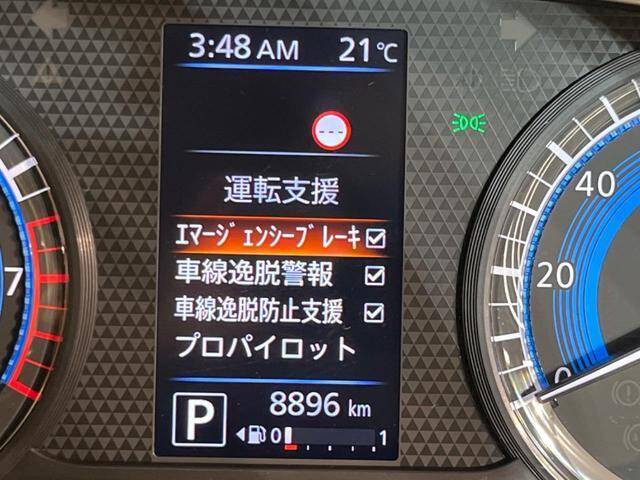 3:48 AM 21℃
---
運転支援
ｴﾏｰｼﾞｪﾝｼｰﾌﾞﾚｰｷ
車線逸脱警報
車線逸脱防止支援
プロパイロット
P 8896 km
0 1
7
40
20
0